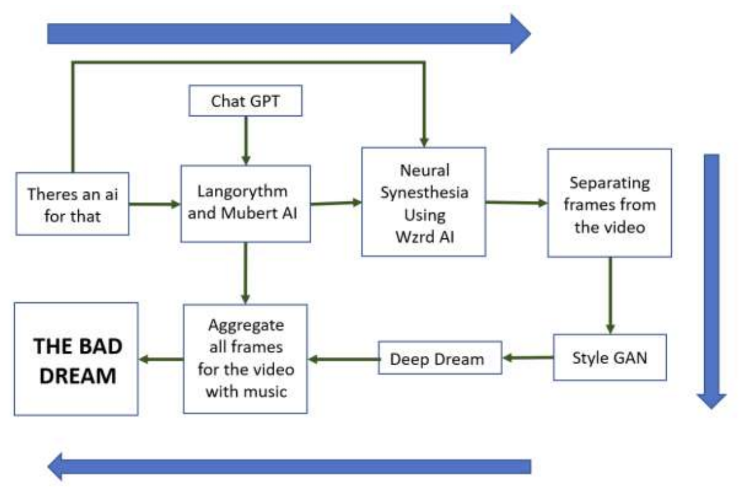 Chat GPT
Theres an ai
for that
Langorythm
and Mubert AI
Neural
Synesthesia
Using
Wzrd AI
Separating
frames from
the video
THE BAD
DREAM
Aggregate
all frames
for the video
with music
Deep Dream
Style GAN